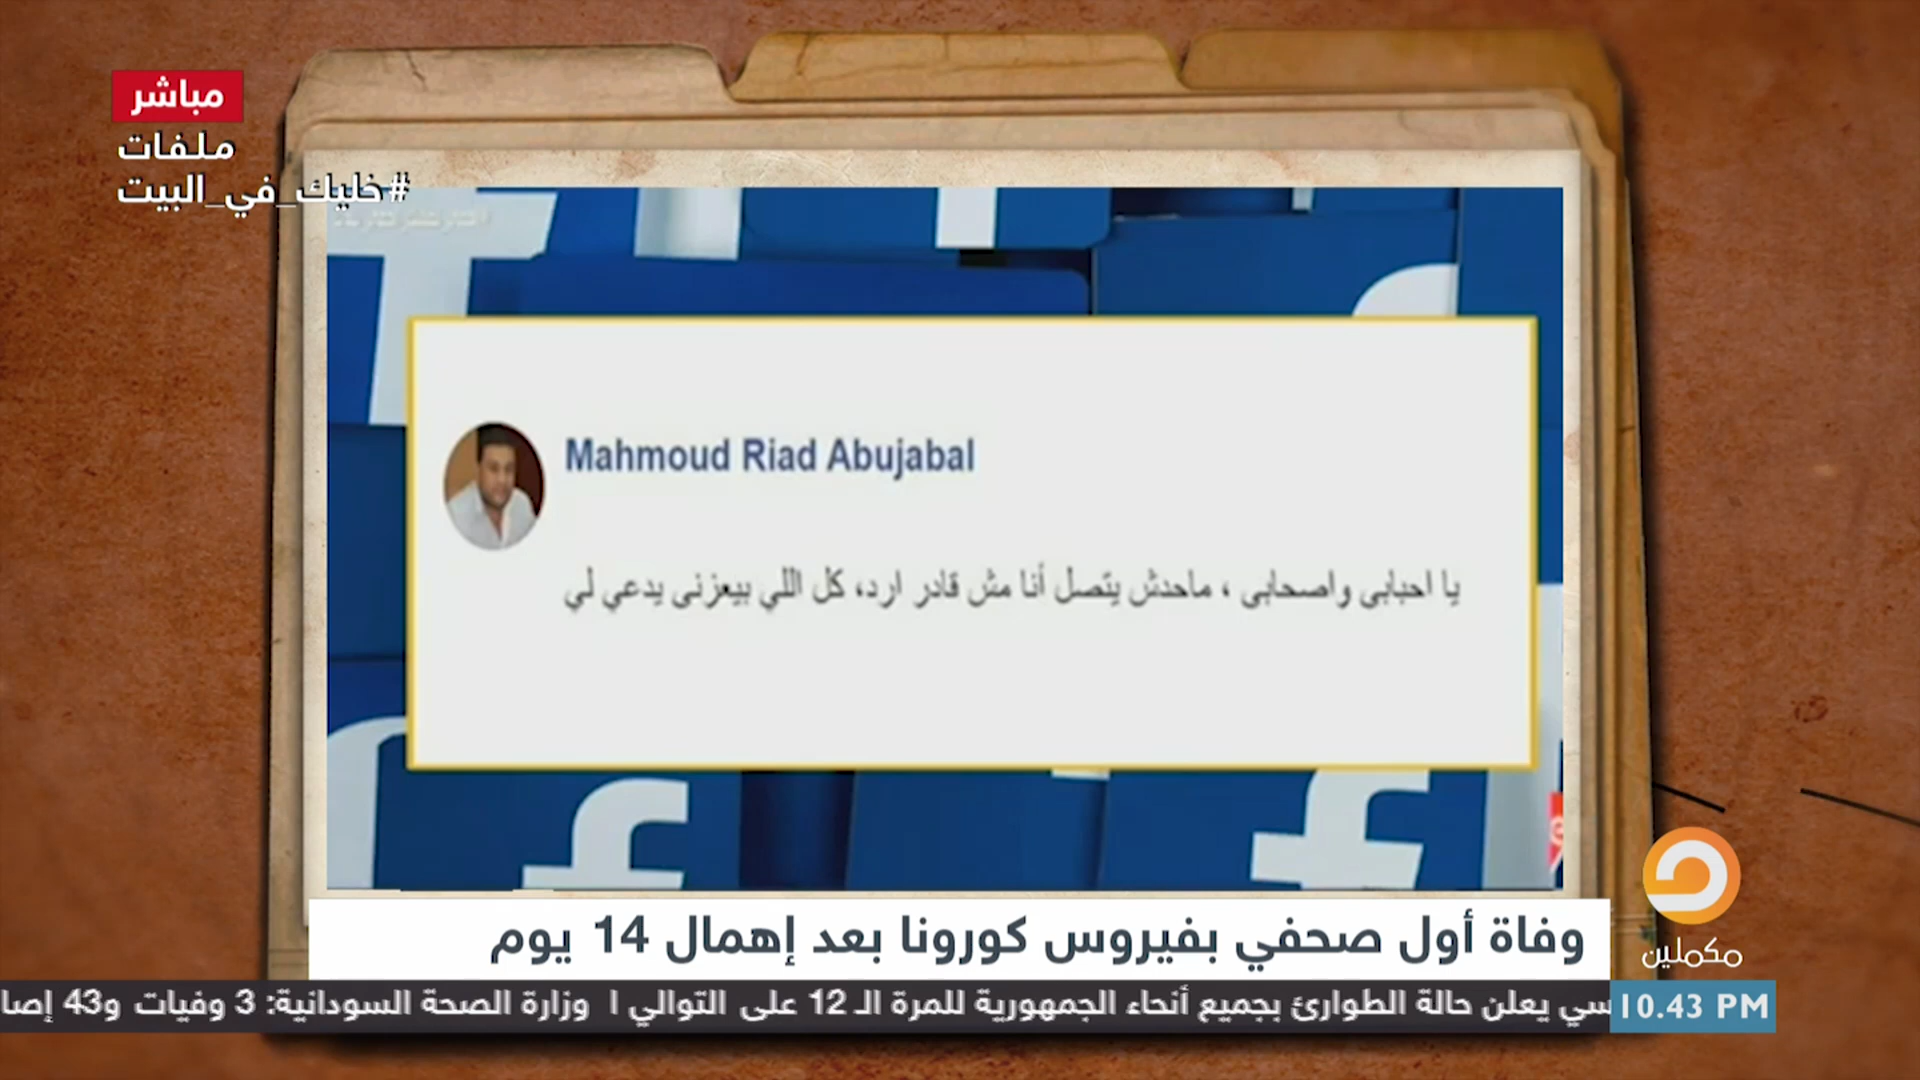 مباشر
ملفات
#خليك_في_البيت
Mahmoud Riad Abujabal
يا احبابى واصحابى ، ماحدش يتصل أنا مش قادر ارد، كل اللي بيعزنى يدعي لي
مكملين
وفاة أول صحفي بفيروس كورونا بعد إهمال 14 يوم
سي يعلن حالة الطوارئ بجميع أنحاء الجمهورية للمرة الـ 12 على التوالي ا وزارة الصحة السودانية: 3 وفيات و43 إصا
10.43 PM